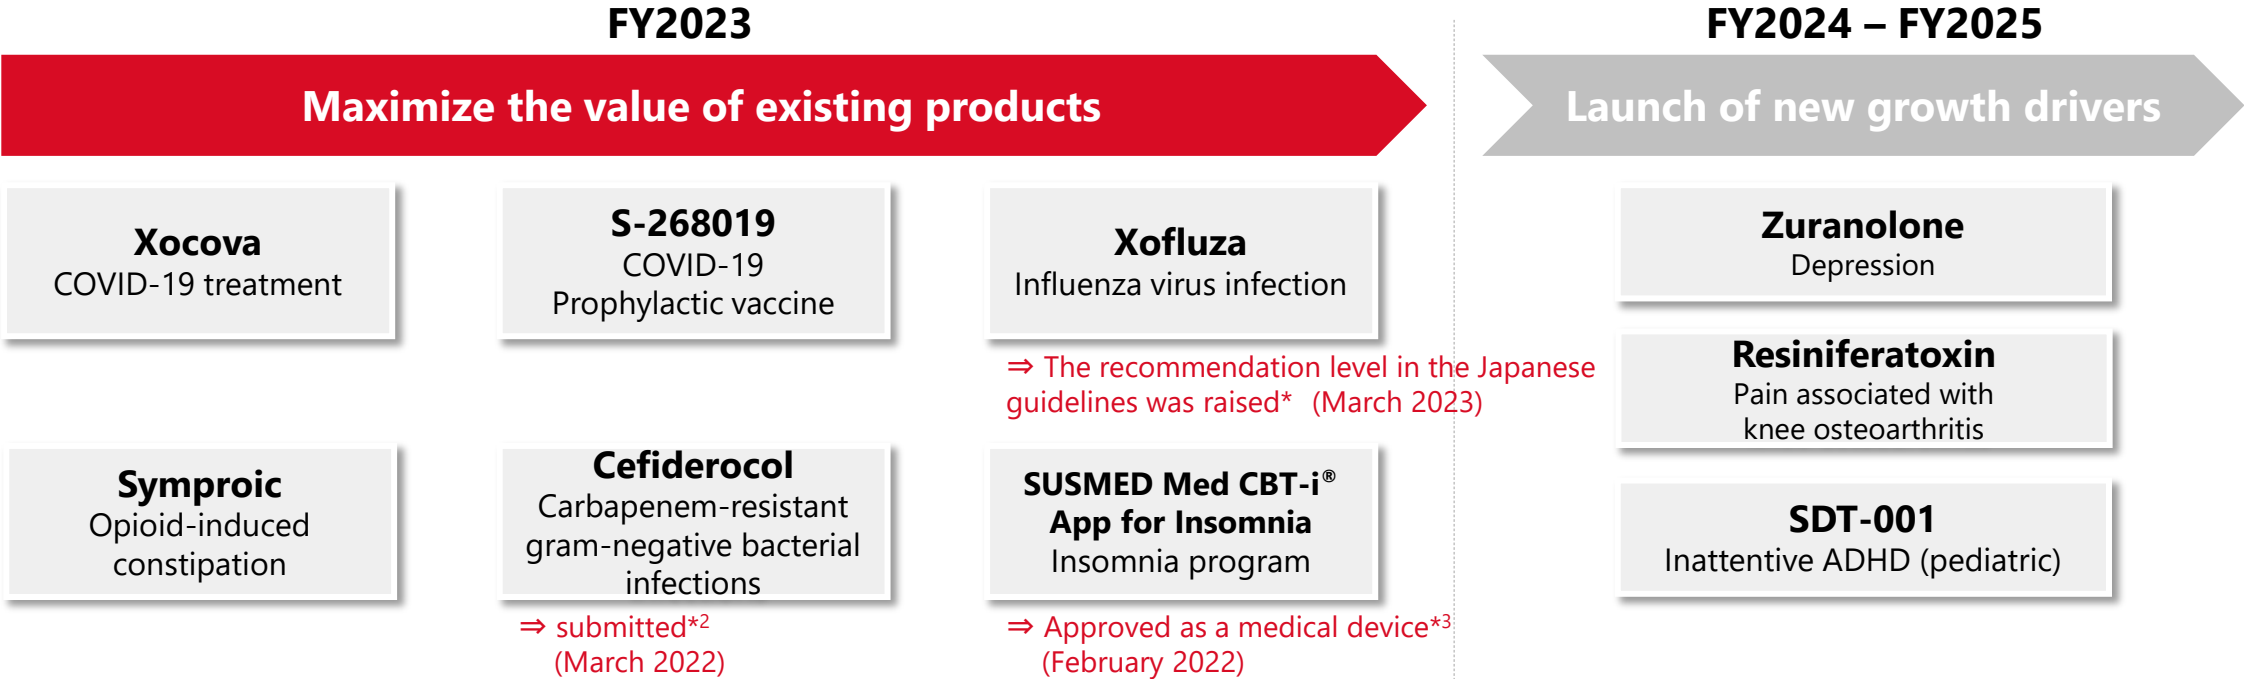 FY2023
Maximize the value of existing products
Xocova
COVID-19 treatment
S-268019
COVID-19
Prophylactic vaccine
Xofluza
Influenza virus infection
⇒ The recommendation level in the Japanese
guidelines was raised* (March 2023)
Symproic
Opioid-induced
constipation
Cefiderocol
Carbapenem-resistant
gram-negative bacterial
infections
⇒ submitted*2
(March 2022)
SUSMED Med CBT-i®
App for Insomnia
Insomnia program
⇒ Approved as a medical device*3
(February 2022)
FY2024 – FY2025
Launch of new growth drivers
Zuranolone
Depression
Resiniferatoxin
Pain associated with
knee osteoarthritis
SDT-001
Inattentive ADHD (pediatric)